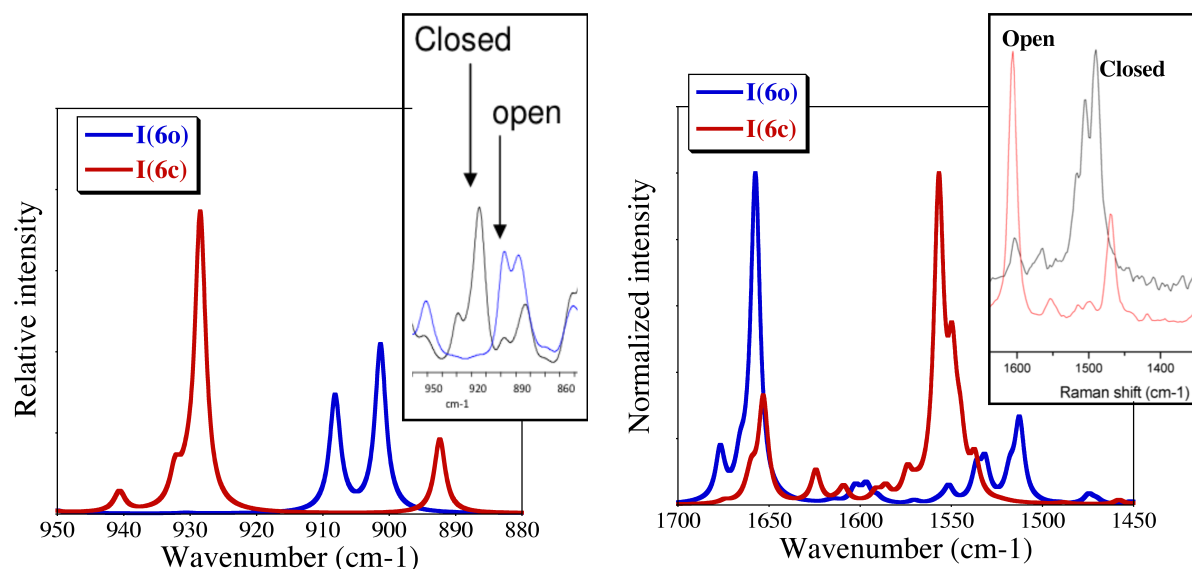 Closed
open
I(6o)
I(6c)
Relative intensity
950 920 890 860
cm-1
950 940 930 920 910 900 890 880
Wavenumber (cm-1)
Open
Closed
I(6o)
I(6c)
Normalized intensity
1600 1500 1400
Raman shift (cm-1)
1700 1650 1600 1550 1500 1450
Wavenumber (cm-1)